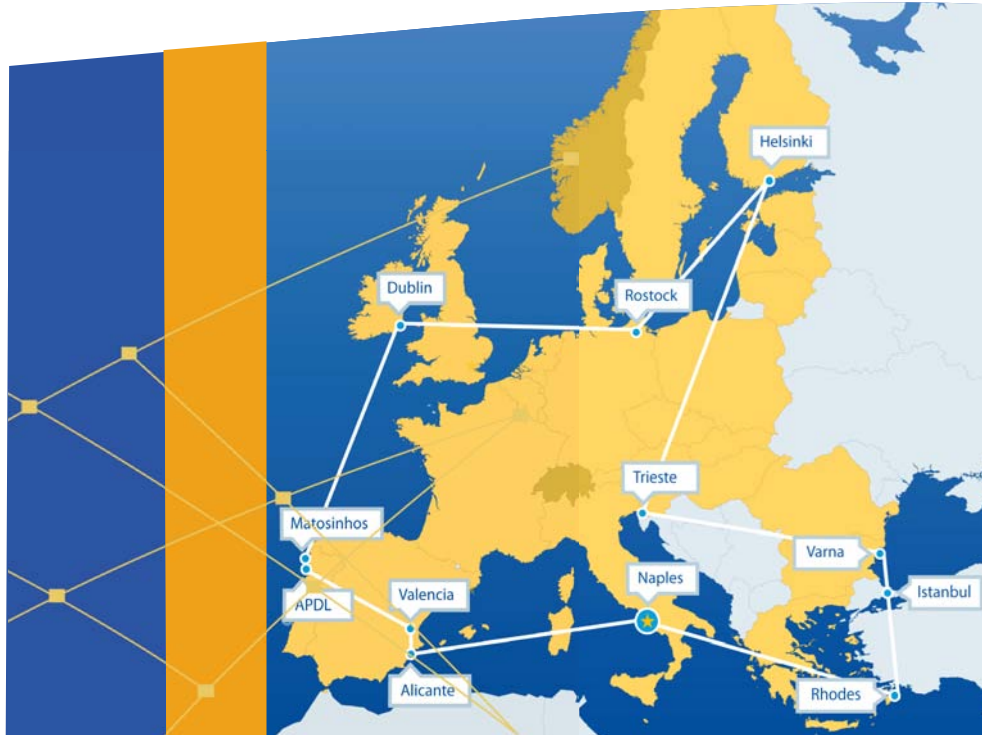 Helsinki
Dublin
Rostock
Trieste
Matosinhos
Varna
Naples
Istanbul
Valencia
APDL
Alicante
Rhodes